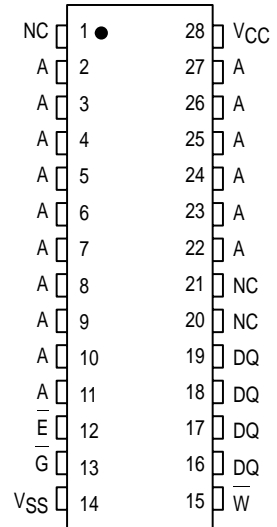 NC 1 28 VCC
A 2 27 A
A 3 26 A
A 4 25 A
A 5 24 A
A 6 23 A
A 7 22 A
A 8 21 NC
A 9 20 NC
A 10 19 DQ
A 11 18 DQ
E̅ 12 17 DQ
G̅ 13 16 DQ
VSS 14 15 W̅